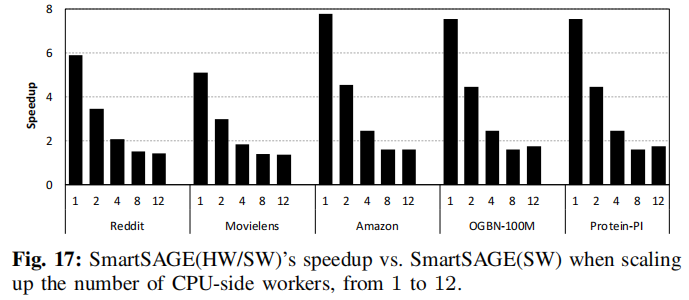 8
6
4
2
0
Speedup
1 2 4 8 12 1 2 4 8 12 1 2 4 8 12 1 2 4 8 12 1 2 4 8 12
Reddit Movielens Amazon OGBN-100M Protein-PI
Fig. 17: SmartSAGE(HW/SW)'s speedup vs. SmartSAGE(SW) when scaling
up the number of CPU-side workers, from 1 to 12.